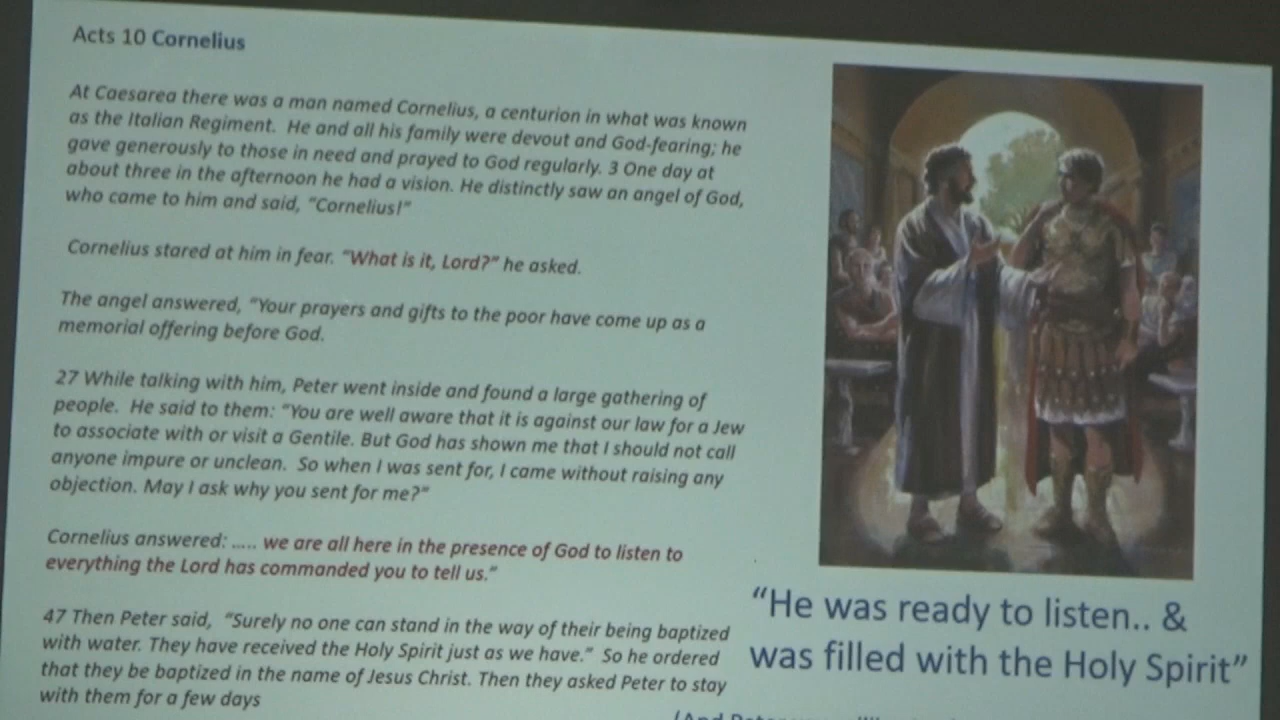 Acts 10 Cornelius
At Caesarea there was a man named Cornelius, a centurion in what was known
as the Italian Regiment. He and all his family were devout and God-fearing; he
gave generously to those in need and prayed to God regularly. 3 One day at
about three in the afternoon he had a vision. He distinctly saw an angel of God,
who came to him and said, “Cornelius!”
Cornelius stared at him in fear. “What is it, Lord?” he asked.
The angel answered, “Your prayers and gifts to the poor have come up as a
memorial offering before God.
27 While talking with him, Peter went inside and found a large gathering of
people. He said to them: “You are well aware that it is against our law for a Jew
to associate with or visit a Gentile. But God has shown me that I should not call
anyone impure or unclean. So when I was sent for, I came without raising any
objection. May I ask why you sent for me?”
Cornelius answered: ….. we are all here in the presence of God to listen to
everything the Lord has commanded you to tell us.”
47 Then Peter said, “Surely no one can stand in the way of their being baptized
with water. They have received the Holy Spirit just as we have.” So he ordered
that they be baptized in the name of Jesus Christ. Then they asked Peter to stay
with them for a few days
“He was ready to listen.. &
was filled with the Holy Spirit”
(And